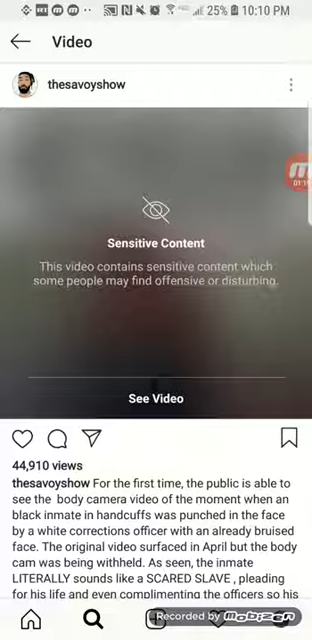 25% 10:10 PM
Video
thesavoyshow
01:1
Sensitive Content
This video contains sensitive content which
some people may find offensive or disturbing.
See Video
44,910 views
thesavoyshow For the first time, the public is able to
see the body camera video of the moment when an
black inmate in handcuffs was punched in the face
by a white corrections officer with an already bruised
face. The original video surfaced in April but the body
cam was being withheld. As seen, the inmate
LITERALLY sounds like a SCARED SLAVE , pleading
for his life and even complimenting the officers so his
Recorded by Mobizen